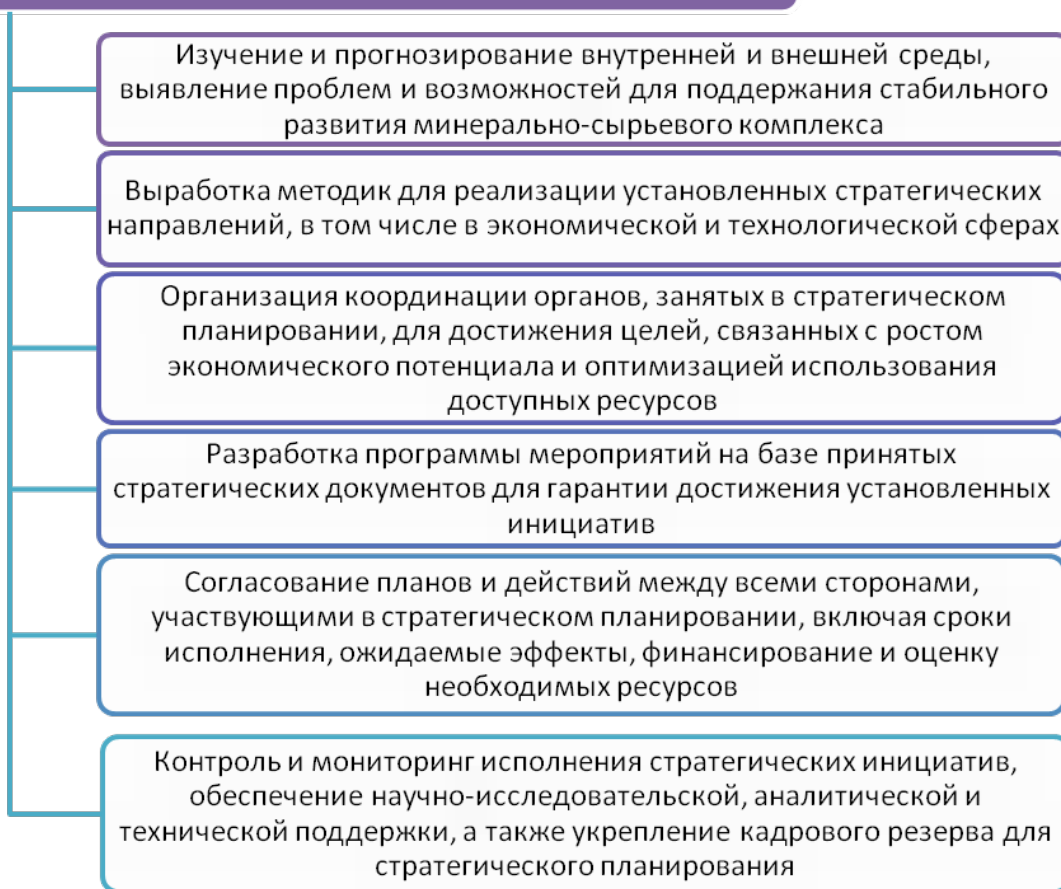 Изучение и прогнозирование внутренней и внешней среды,
выявление проблем и возможностей для поддержания стабильного
развития минерально-сырьевого комплекса
Выработка методик для реализации установленных стратегических
направлений, в том числе в экономической и технологической сферах
Организация координации органов, занятых в стратегическом
планировании, для достижения целей, связанных с ростом
экономического потенциала и оптимизацией использования
доступных ресурсов
Разработка программы мероприятий на базе принятых
стратегических документов для гарантии достижения установленных
инициатив
Согласование планов и действий между всеми сторонами,
участвующими в стратегическом планировании, включая сроки
исполнения, ожидаемые эффекты, финансирование и оценку
необходимых ресурсов
Контроль и мониторинг исполнения стратегических инициатив,
обеспечение научно-исследовательской, аналитической и
технической поддержки, а также укрепление кадрового резерва для
стратегического планирования